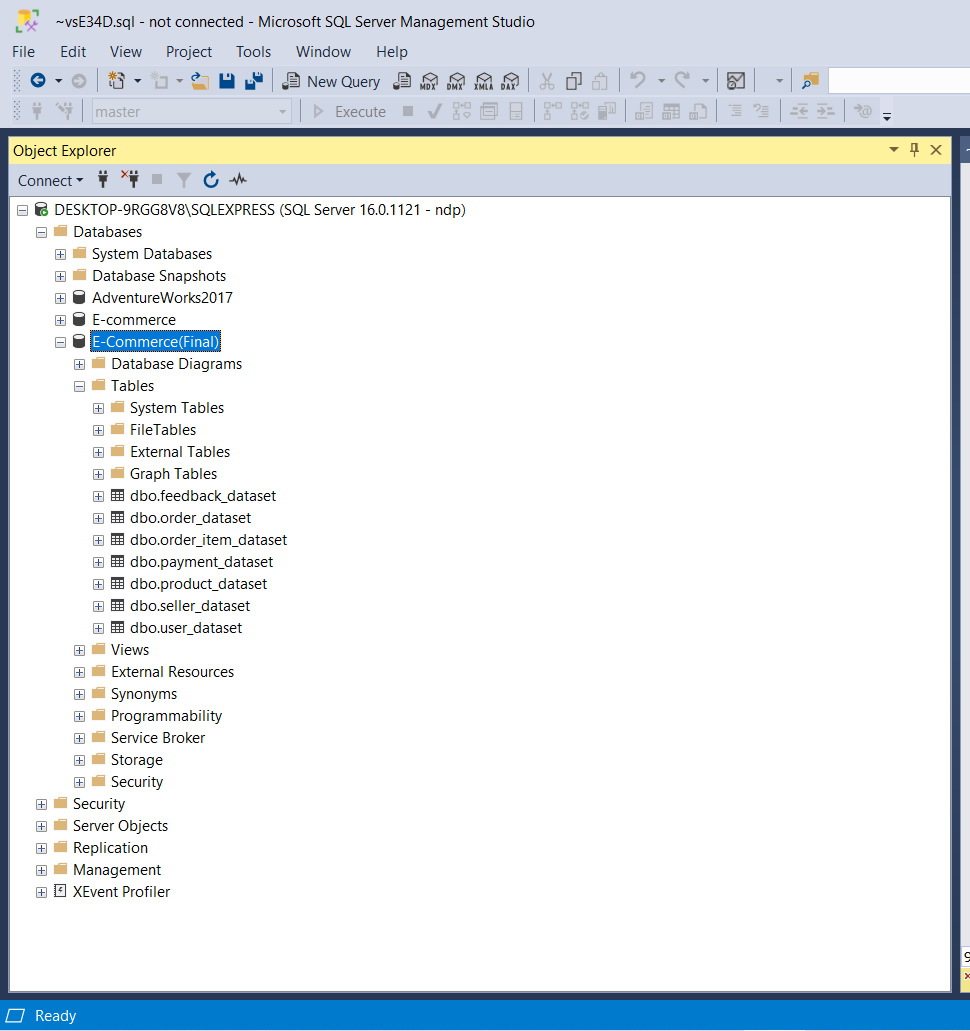 ~vsE34D.sql - not connected - Microsoft SQL Server Management Studio
File Edit View Project Tools Window Help
New Query MDX DMX XMLA DAX
master Execute
Object Explorer
Connect
DESKTOP-9RGG8V8\SQLEXPRESS (SQL Server 16.0.1121 - ndp)
Databases
System Databases
Database Snapshots
AdventureWorks2017
E-commerce
E-Commerce(Final)
Database Diagrams
Tables
System Tables
FileTables
External Tables
Graph Tables
dbo.feedback_dataset
dbo.order_dataset
dbo.order_item_dataset
dbo.payment_dataset
dbo.product_dataset
dbo.seller_dataset
dbo.user_dataset
Views
External Resources
Synonyms
Programmability
Service Broker
Storage
Security
Security
Server Objects
Replication
Management
XEvent Profiler
Ready